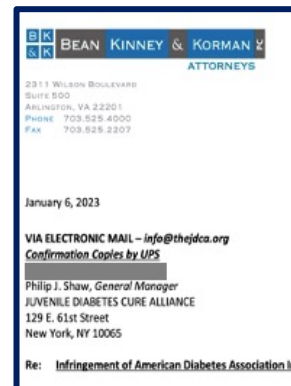 BK
&K
BEAN KINNEY & KORMAN PC
ATTORNEYS
2311 WILSON BOULEVARD
SUITE 500
ARLINGTON, VA 22201
PHONE 703.525.4000
FAX 703.525.2207
January 6, 2023
VIA ELECTRONIC MAIL – info@thejdca.org
Confirmation Copies by UPS
Philip J. Shaw, General Manager
JUVENILE DIABETES CURE ALLIANCE
129 E. 61st Street
New York, NY 10065
Re: Infringement of American Diabetes Association I